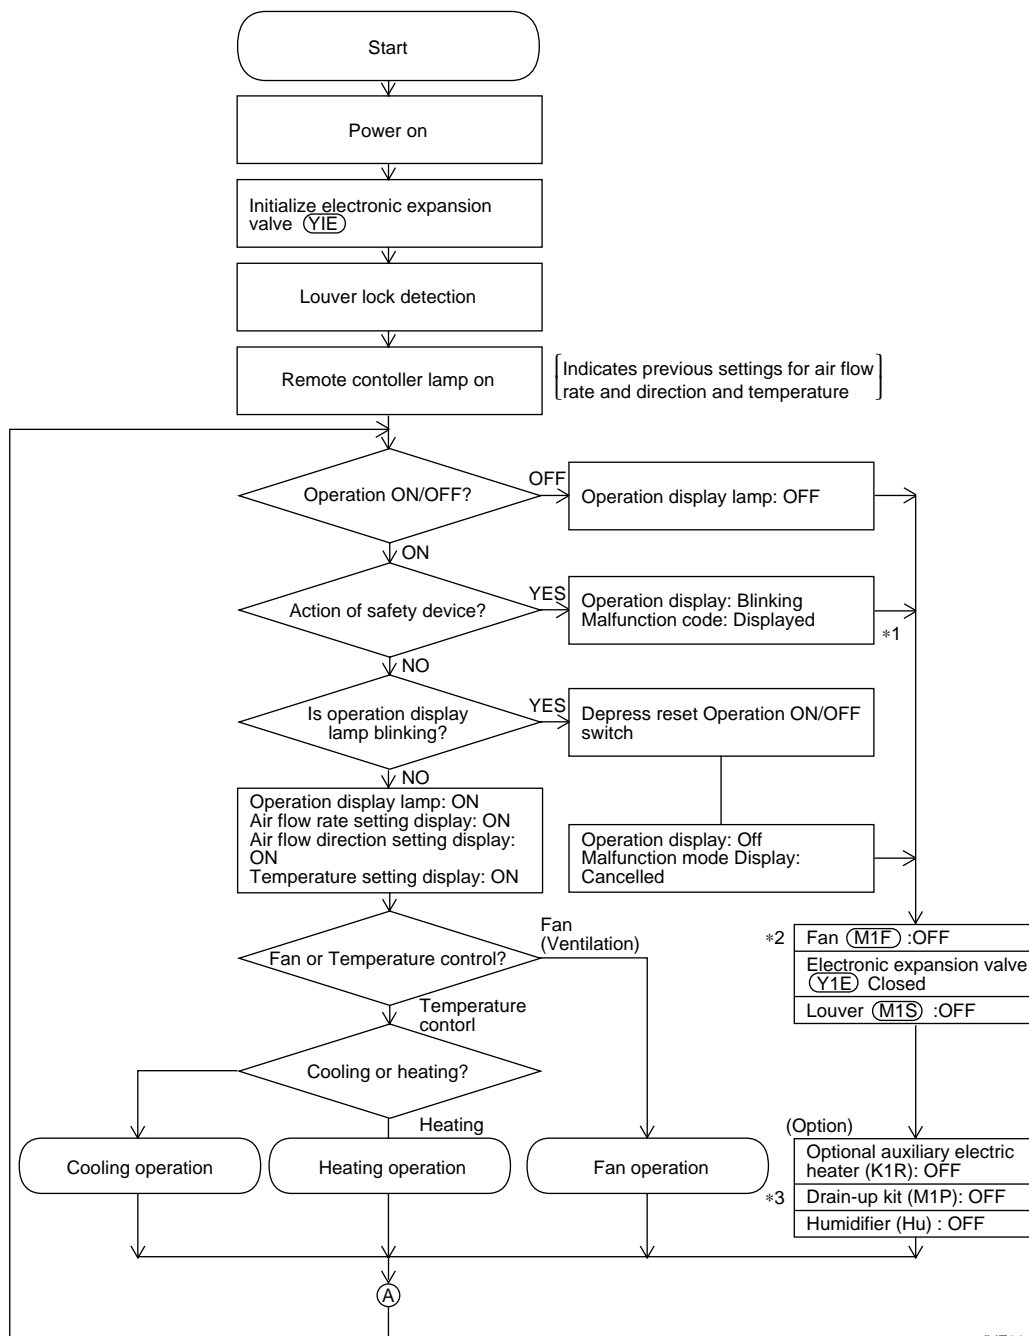 Start
Power on
Initialize electronic expansion
valve YIE
Louver lock detection
Remote contoller lamp on
Indicates previous settings for air flow
rate and direction and temperature
Operation ON/OFF?
OFF
Operation display lamp: OFF
ON
Action of safety device?
YES
Operation display: Blinking
Malfunction code: Displayed
*1
NO
Is operation display
lamp blinking?
YES
Depress reset Operation ON/OFF
switch
NO
Operation display lamp: ON
Air flow rate setting display: ON
Air flow direction setting display:
ON
Temperature setting display: ON
Operation display: Off
Malfunction mode Display:
Cancelled
Fan or Temperature control?
Fan
(Ventilation)
*2
Fan M1F :OFF
Electronic expansion valve
Y1E Closed
Louver M1S :OFF
Temperature
contorl
Cooling or heating?
Heating
(Option)
Cooling operation
Heating operation
Fan operation
Optional auxiliary electric
heater (K1R): OFF
*3
Drain-up kit (M1P): OFF
Humidifier (Hu) : OFF
A